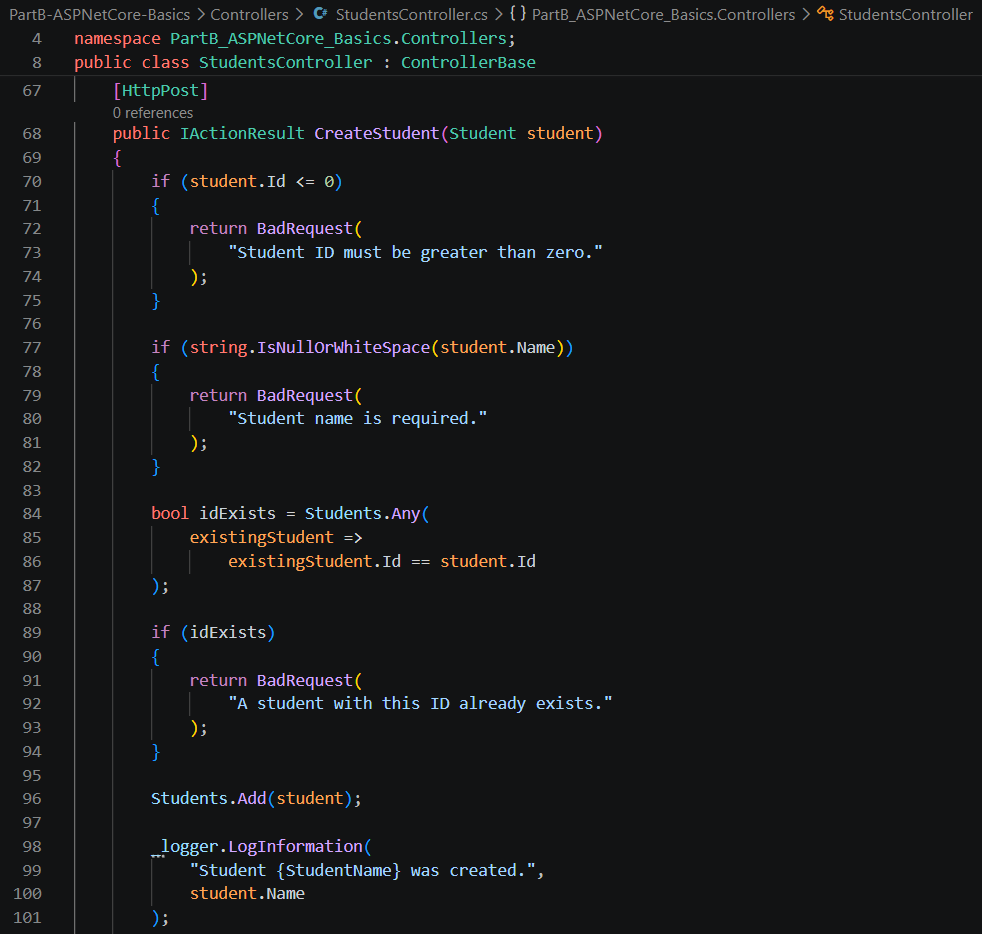 PartB-ASPNetCore-Basics > Controllers > C# StudentsController.cs > {} PartB_ASPNetCore_Basics.Controllers > StudentsController
4 namespace PartB_ASPNetCore_Basics.Controllers;
8 public class StudentsController : ControllerBase
67 [HttpPost]
0 references
68 public IActionResult CreateStudent(Student student)
69 {
70 if (student.Id <= 0)
71 {
72 return BadRequest(
73 "Student ID must be greater than zero."
74 );
75 }
76
77 if (string.IsNullOrWhiteSpace(student.Name))
78 {
79 return BadRequest(
80 "Student name is required."
81 );
82 }
83
84 bool idExists = Students.Any(
85 existingStudent =>
86 existingStudent.Id == student.Id
87 );
88
89 if (idExists)
90 {
91 return BadRequest(
92 "A student with this ID already exists."
93 );
94 }
95
96 Students.Add(student);
97
98 _logger.LogInformation(
99 "Student {StudentName} was created.",
100 student.Name
101 );